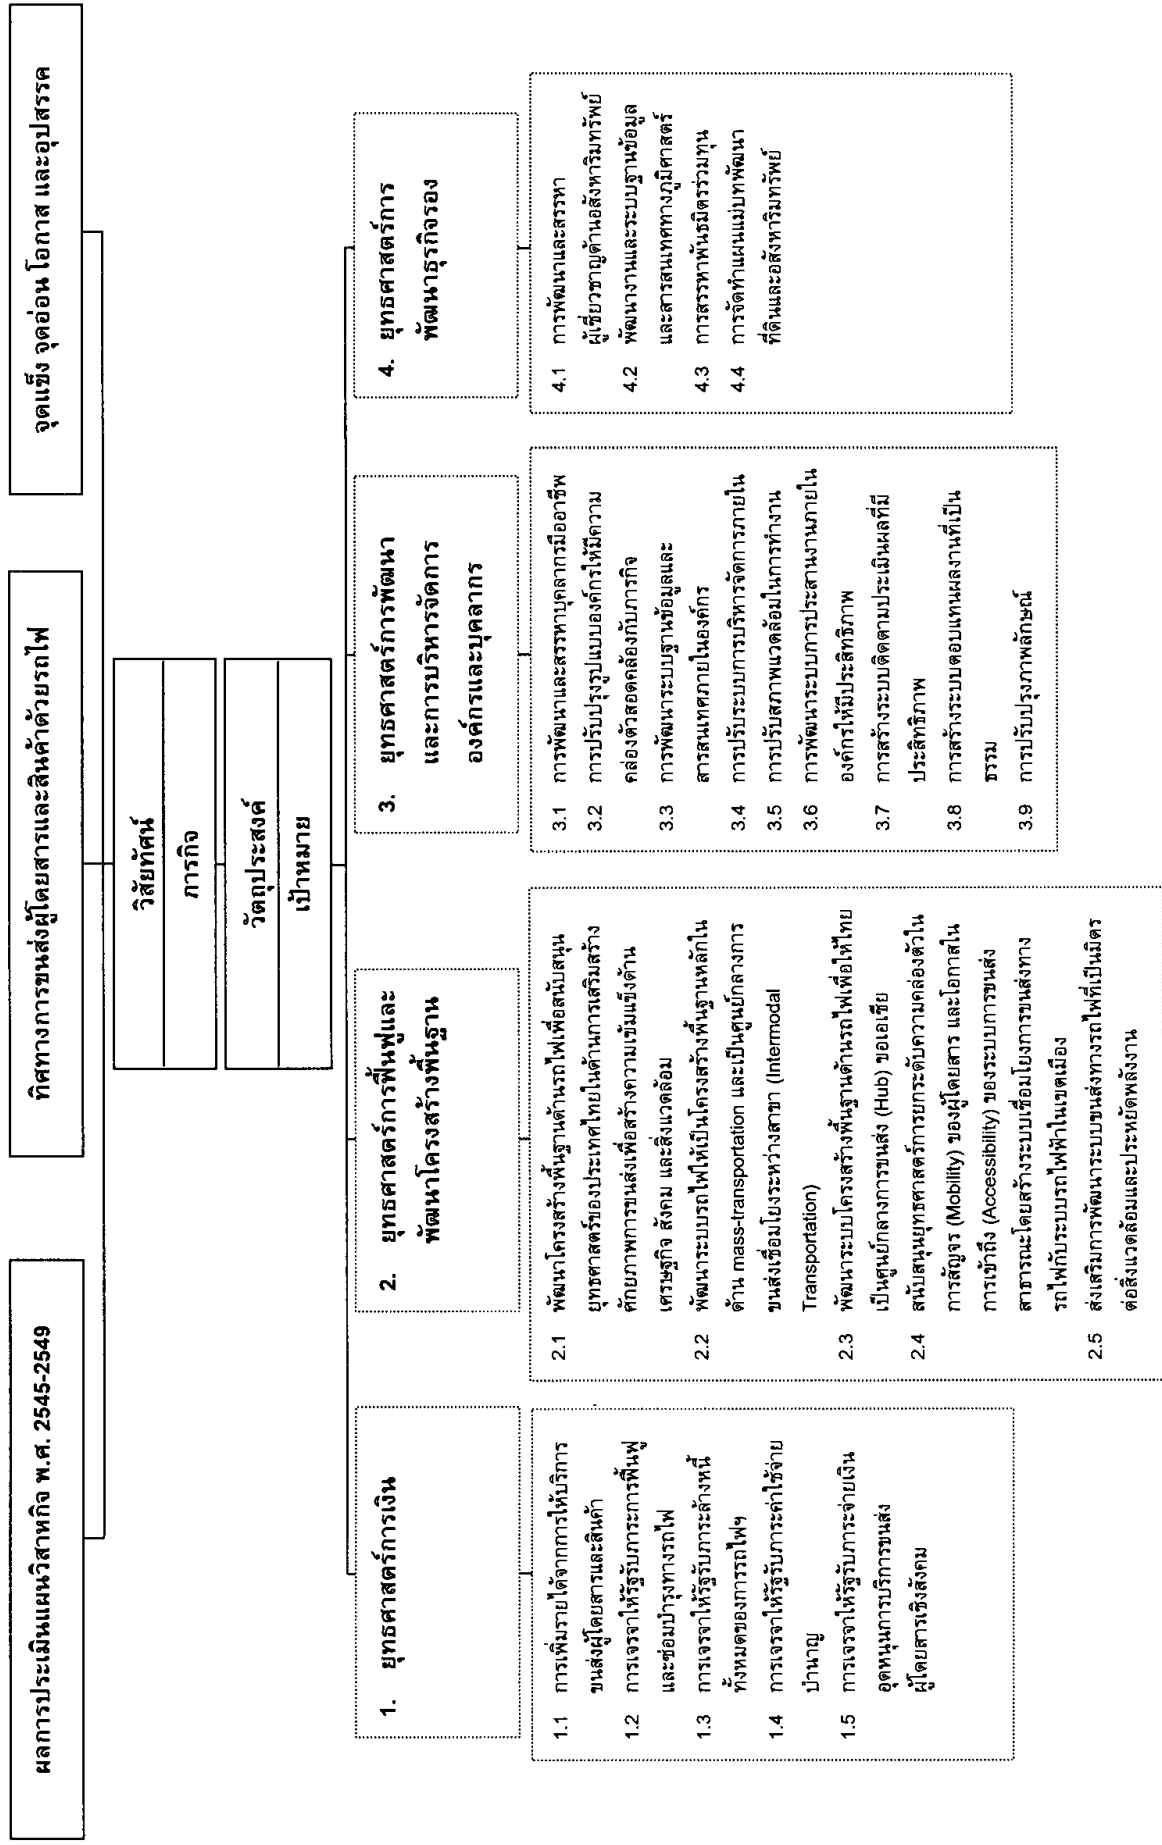 ผลการประเมินแผนวิสาหกิจ พ.ศ. 2545-2549
ทิศทางการขนส่งผู้โดยสารและสินค้าด้วยรถไฟ
จุดแข็ง จุดอ่อน โอกาส และอุปสรรค
วิสัยทัศน์
ภารกิจ
วัตถุประสงค์
เป้าหมาย
1. ยุทธศาสตร์การเงิน
1.1 การเพิ่มรายได้จากการให้บริการ
ขนส่งผู้โดยสารและสินค้า
1.2 การเจรจาให้รัฐรับภาระการฟื้นฟู
และซ่อมบำรุงทางรถไฟ
1.3 การเจรจาให้รัฐรับภาระล้างหนี้
ทั้งหมดของการรถไฟฯ
1.4 การเจรจาให้รัฐรับภาระค่าใช้จ่าย
บำนาญ
1.5 การเจรจาให้รัฐรับภาระจ่ายเงิน
อุดหนุนการบริการขนส่ง
ผู้โดยสารเชิงสังคม
2. ยุทธศาสตร์การฟื้นฟูและ
พัฒนาโครงสร้างพื้นฐาน
2.1 พัฒนาโครงสร้างพื้นฐานด้านรถไฟเพื่อสนับสนุน
ยุทธศาสตร์ของประเทศไทยในด้านการเสริมสร้าง
ศักยภาพการขนส่งเพื่อสร้างความเข้มแข็งด้าน
เศรษฐกิจ สังคม และสิ่งแวดล้อม
2.2 พัฒนาระบบรถไฟให้เป็นโครงสร้างพื้นฐานหลักใน
ด้าน mass-transportation และเป็นศูนย์กลางการ
ขนส่งเชื่อมโยงระหว่างสาขา (Intermodal
Transportation)
2.3 พัฒนาระบบโครงสร้างพื้นฐานด้านรถไฟเพื่อให้ไทย
เป็นศูนย์กลางการขนส่ง (Hub) ขอเอเชีย
2.4 สนับสนุนยุทธศาสตร์การยกระดับความคล่องตัวใน
การสัญจร (Mobility) ของผู้โดยสาร และโอกาสใน
การเข้าถึง (Accessibility) ของระบบการขนส่ง
สาธารณะโดยสร้างระบบเชื่อมโยงการขนส่งทาง
รถไฟกับระบบรถไฟฟ้าในเขตเมือง
2.5 ส่งเสริมการพัฒนาระบบขนส่งทางรถไฟที่เป็นมิตร
ต่อสิ่งแวดล้อมและประหยัดพลังงาน
3. ยุทธศาสตร์การพัฒนา
และการบริหารจัดการ
องค์กรและบุคลากร
3.1 การพัฒนาและสรรหาบุคลากรมืออาชีพ
3.2 การปรับปรุงรูปแบบองค์กรให้มีความ
คล่องตัวสอดคล้องกับภารกิจ
3.3 การพัฒนาระบบฐานข้อมูลและ
สารสนเทศภายในองค์กร
3.4 การปรับระบบการบริหารจัดการภายใน
3.5 การปรับสภาพแวดล้อมในการทำงาน
3.6 การพัฒนาระบบการประสานงานภายใน
องค์กรให้มีประสิทธิภาพ
3.7 การสร้างระบบติดตามประเมินผลที่มี
ประสิทธิภาพ
3.8 การสร้างระบบตอบแทนผลงานที่เป็น
ธรรม
3.9 การปรับปรุงภาพลักษณ์
4. ยุทธศาสตร์การ
พัฒนาธุรกิจรอง
4.1 การพัฒนาและสรรหา
ผู้เชี่ยวชาญด้านอสังหาริมทรัพย์
4.2 พัฒนางานและระบบฐานข้อมูล
และสารสนเทศทางภูมิศาสตร์
4.3 การสรรหาพันธมิตรร่วมทุน
4.4 การจัดทำแผนแม่บทพัฒนา
ที่ดินและอสังหาริมทรัพย์